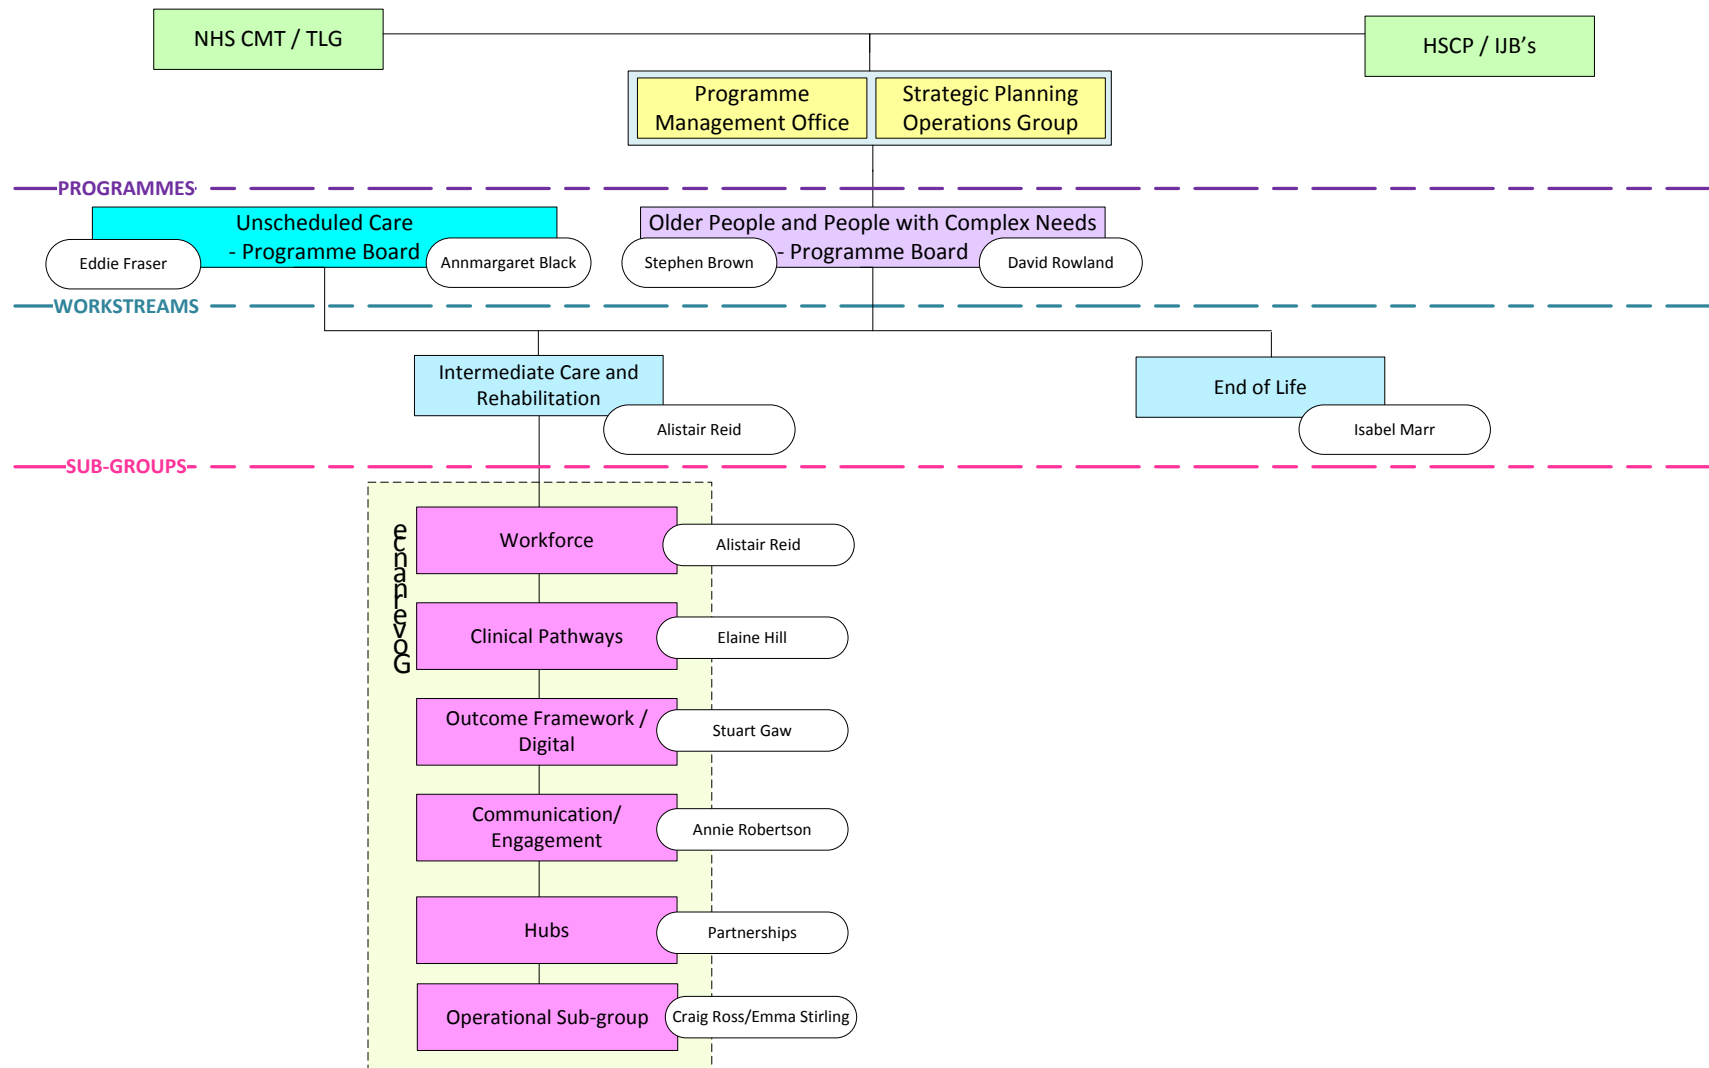 NHS CMT / TLG
HSCP / IJB's
Programme
Management Office
Strategic Planning
Operations Group
PROGRAMMES
Unscheduled Care
- Programme Board
Eddie Fraser
Annmargaret Black
Older People and People with Complex Needs
- Programme Board
Stephen Brown
David Rowland
WORKSTREAMS
Intermediate Care and
Rehabilitation
Alistair Reid
End of Life
Isabel Marr
SUB-GROUPS
Governance
Workforce
Alistair Reid
Clinical Pathways
Elaine Hill
Outcome Framework /
Digital
Stuart Gaw
Communication/
Engagement
Annie Robertson
Hubs
Partnerships
Operational Sub-group
Craig Ross/Emma Stirling